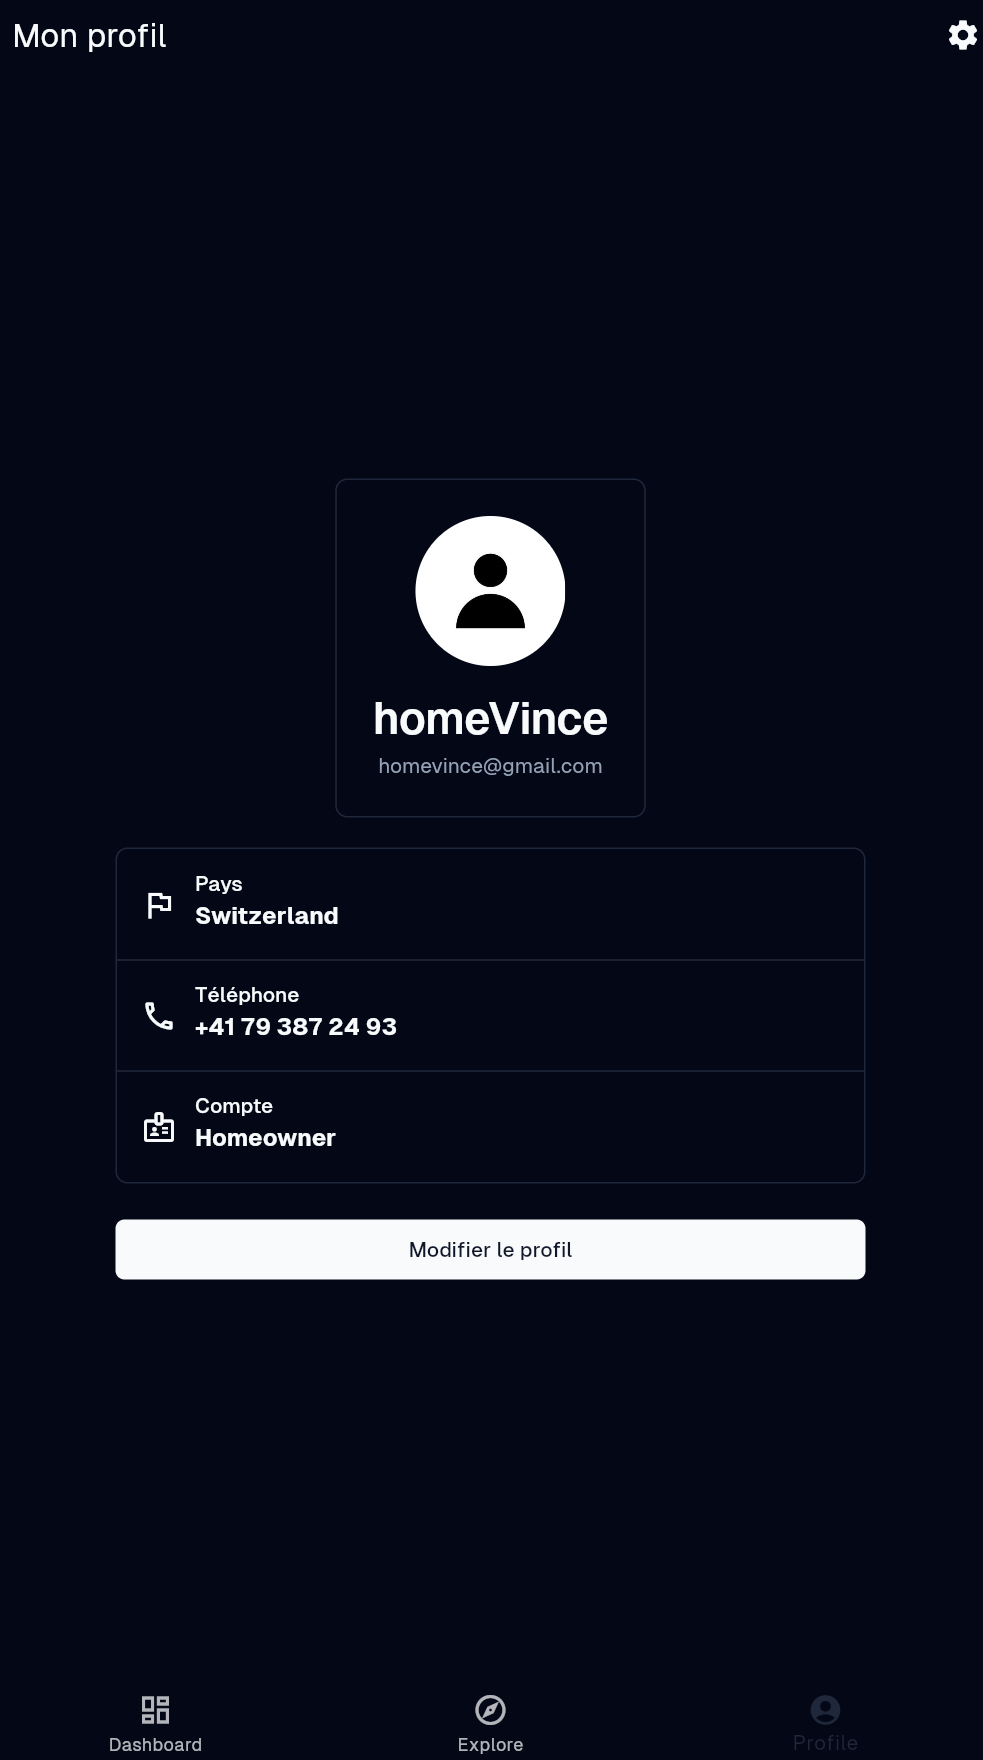 Mon profil
homeVince
homevince@gmail.com
Pays
Switzerland
Téléphone
+41 79 387 24 93
Compte
Homeowner
Modifier le profil
Dashboard
Explore
Profile